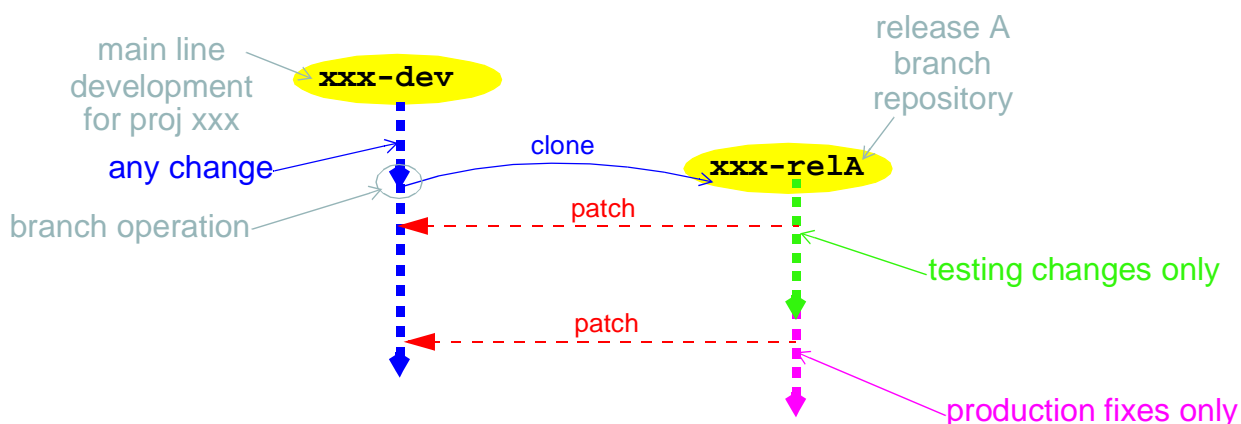 main line
development
for proj xxx
xxx-dev
release A
branch
repository
any change
clone
xxx-relA
branch operation
patch
testing changes only
patch
production fixes only